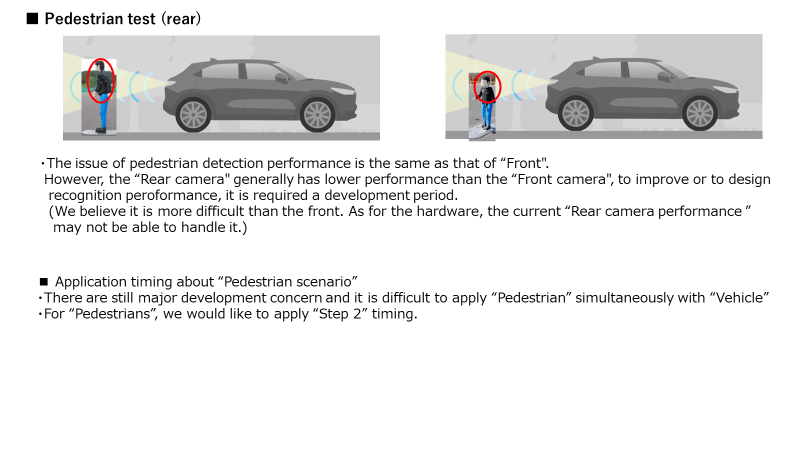 ■ Pedestrian test (rear)
・The issue of pedestrian detection performance is the same as that of “Front".
However, the “Rear camera" generally has lower performance than the “Front camera", to improve or to design
recognition peroformance, it is required a development period.
(We believe it is more difficult than the front. As for the hardware, the current “Rear camera performance ”
may not be able to handle it.)
■ Application timing about “Pedestrian scenario”
・There are still major development concern and it is difficult to apply “Pedestrian” simultaneously with “Vehicle”
・For “Pedestrians”, we would like to apply “Step 2” timing.